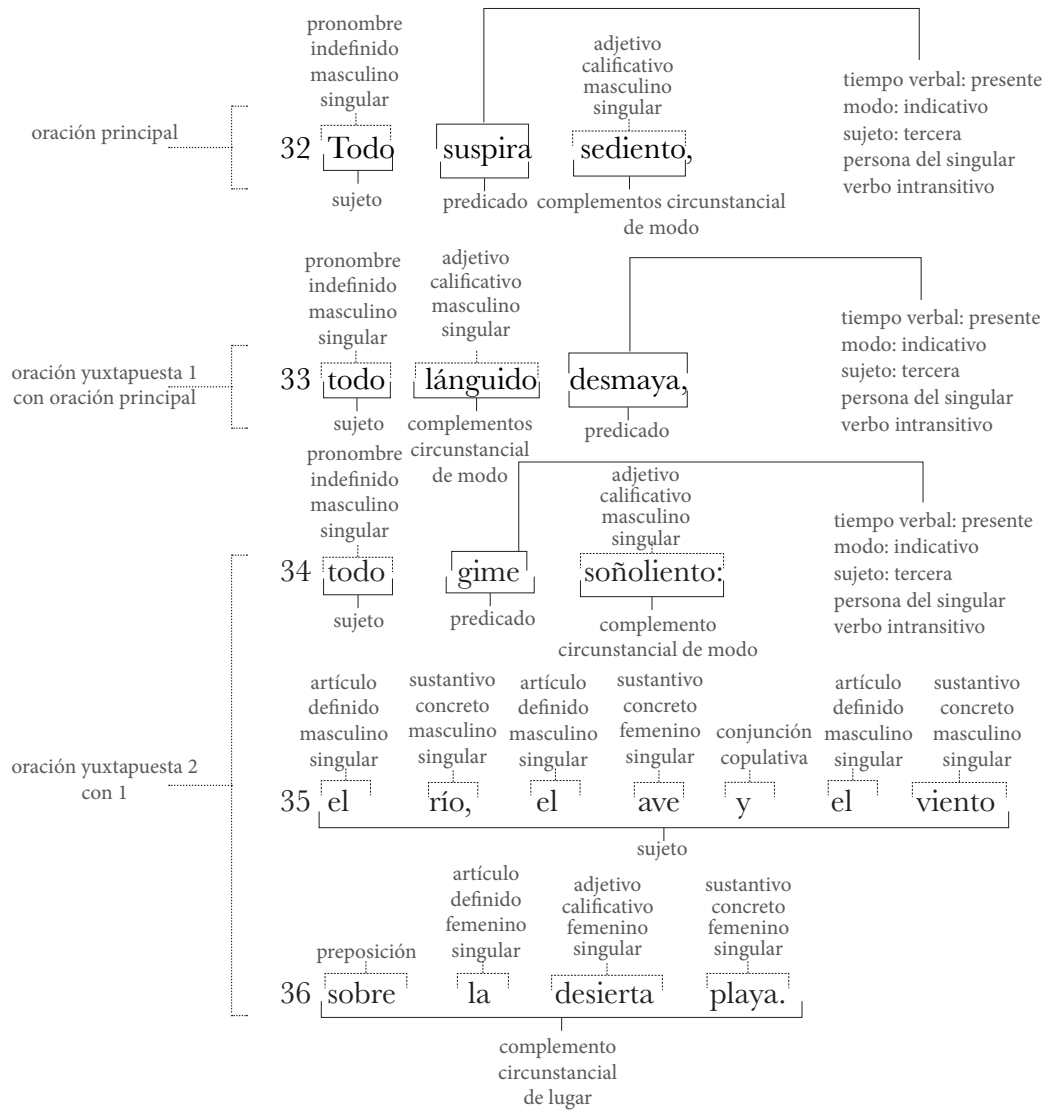 pronombre
indefinido
masculino
singular
adjetivo
calificativo
masculino
singular
tiempo verbal: presente
modo: indicativo
sujeto: tercera
persona del singular
verbo intransitivo
oración principal
32 Todo suspira sediento,
sujeto
predicado
complementos circunstancial
de modo
pronombre
indefinido
masculino
singular
adjetivo
calificativo
masculino
singular
tiempo verbal: presente
modo: indicativo
sujeto: tercera
persona del singular
verbo intransitivo
oración yuxtapuesta 1
con oración principal
33 todo lánguido desmaya,
sujeto
complementos
circunstancial
de modo
predicado
pronombre
indefinido
masculino
singular
adjetivo
calificativo
masculino
singular
tiempo verbal: presente
modo: indicativo
sujeto: tercera
persona del singular
verbo intransitivo
34 todo gime soñoliento:
sujeto
predicado
complemento
circunstancial de modo
oración yuxtapuesta 2
con 1
artículo
definido
masculino
singular
sustantivo
concreto
masculino
singular
artículo
definido
masculino
singular
sustantivo
concreto
femenino
singular
conjunción
copulativa
artículo
definido
masculino
singular
sustantivo
concreto
masculino
singular
35 el río, el ave y el viento
sujeto
preposición
artículo
definido
femenino
singular
adjetivo
calificativo
femenino
singular
sustantivo
concreto
femenino
singular
36 sobre la desierta playa.
complemento
circunstancial
de lugar